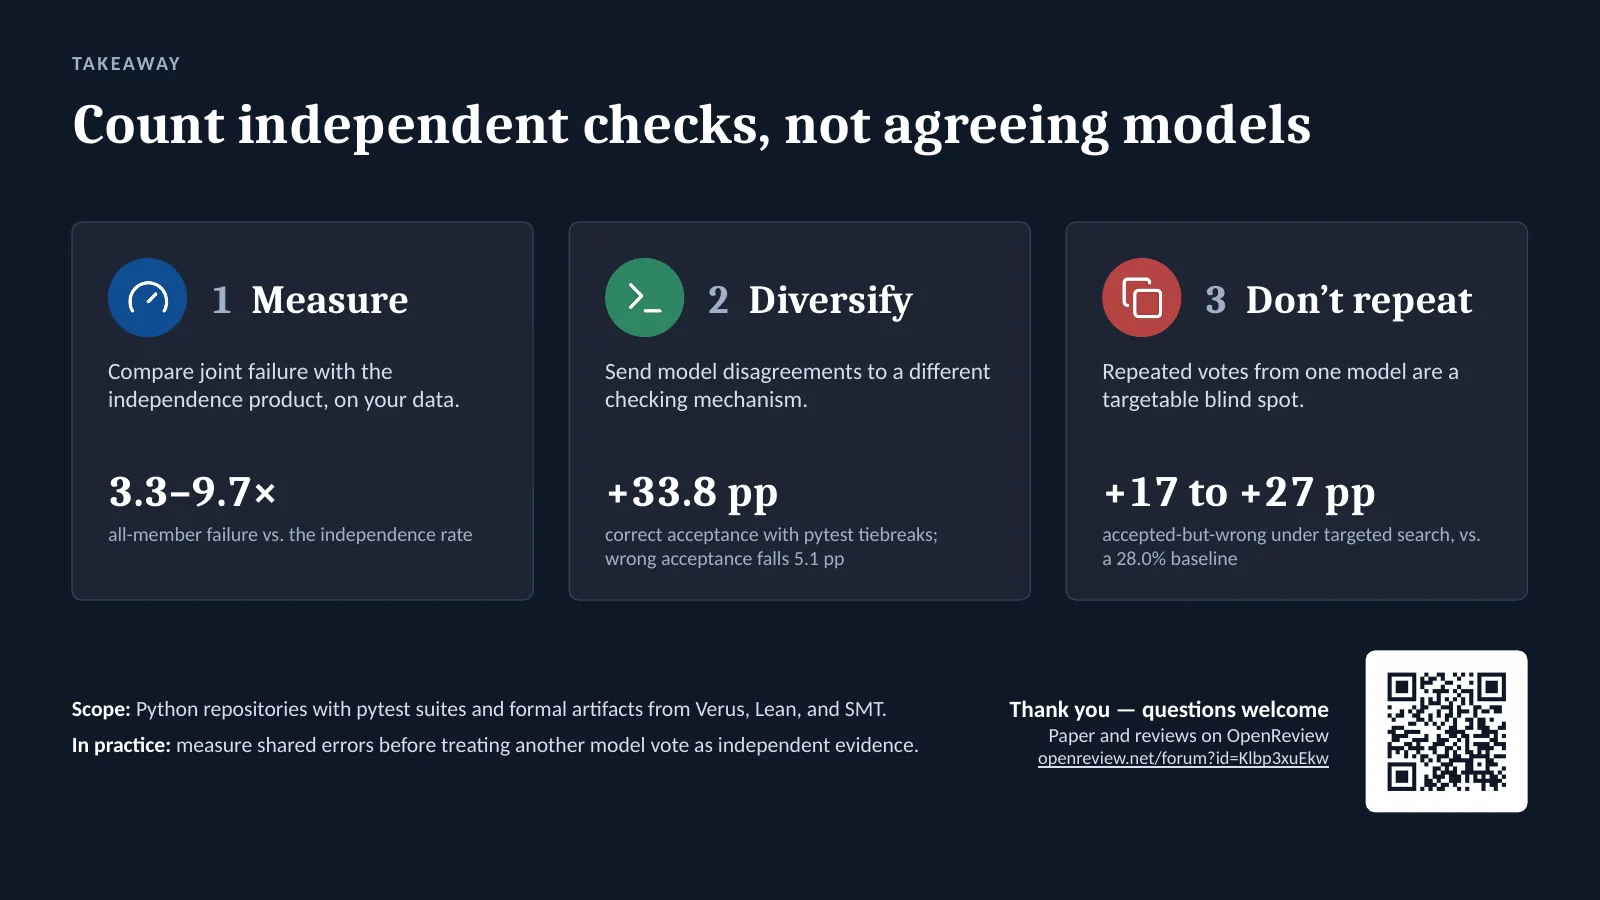 TAKEAWAY
Count independent checks, not agreeing models
1 Measure
Compare joint failure with the
independence product, on your data.
3.3–9.7×
all-member failure vs. the independence rate
2 Diversify
Send model disagreements to a different
checking mechanism.
+33.8 pp
correct acceptance with pytest tiebreaks;
wrong acceptance falls 5.1 pp
3 Don’t repeat
Repeated votes from one model are a
targetable blind spot.
+17 to +27 pp
accepted-but-wrong under targeted search, vs.
a 28.0% baseline
Scope: Python repositories with pytest suites and formal artifacts from Verus, Lean, and SMT.
In practice: measure shared errors before treating another model vote as independent evidence.
Thank you — questions welcome
Paper and reviews on OpenReview
openreview.net/forum?id=Klbp3xuEkw